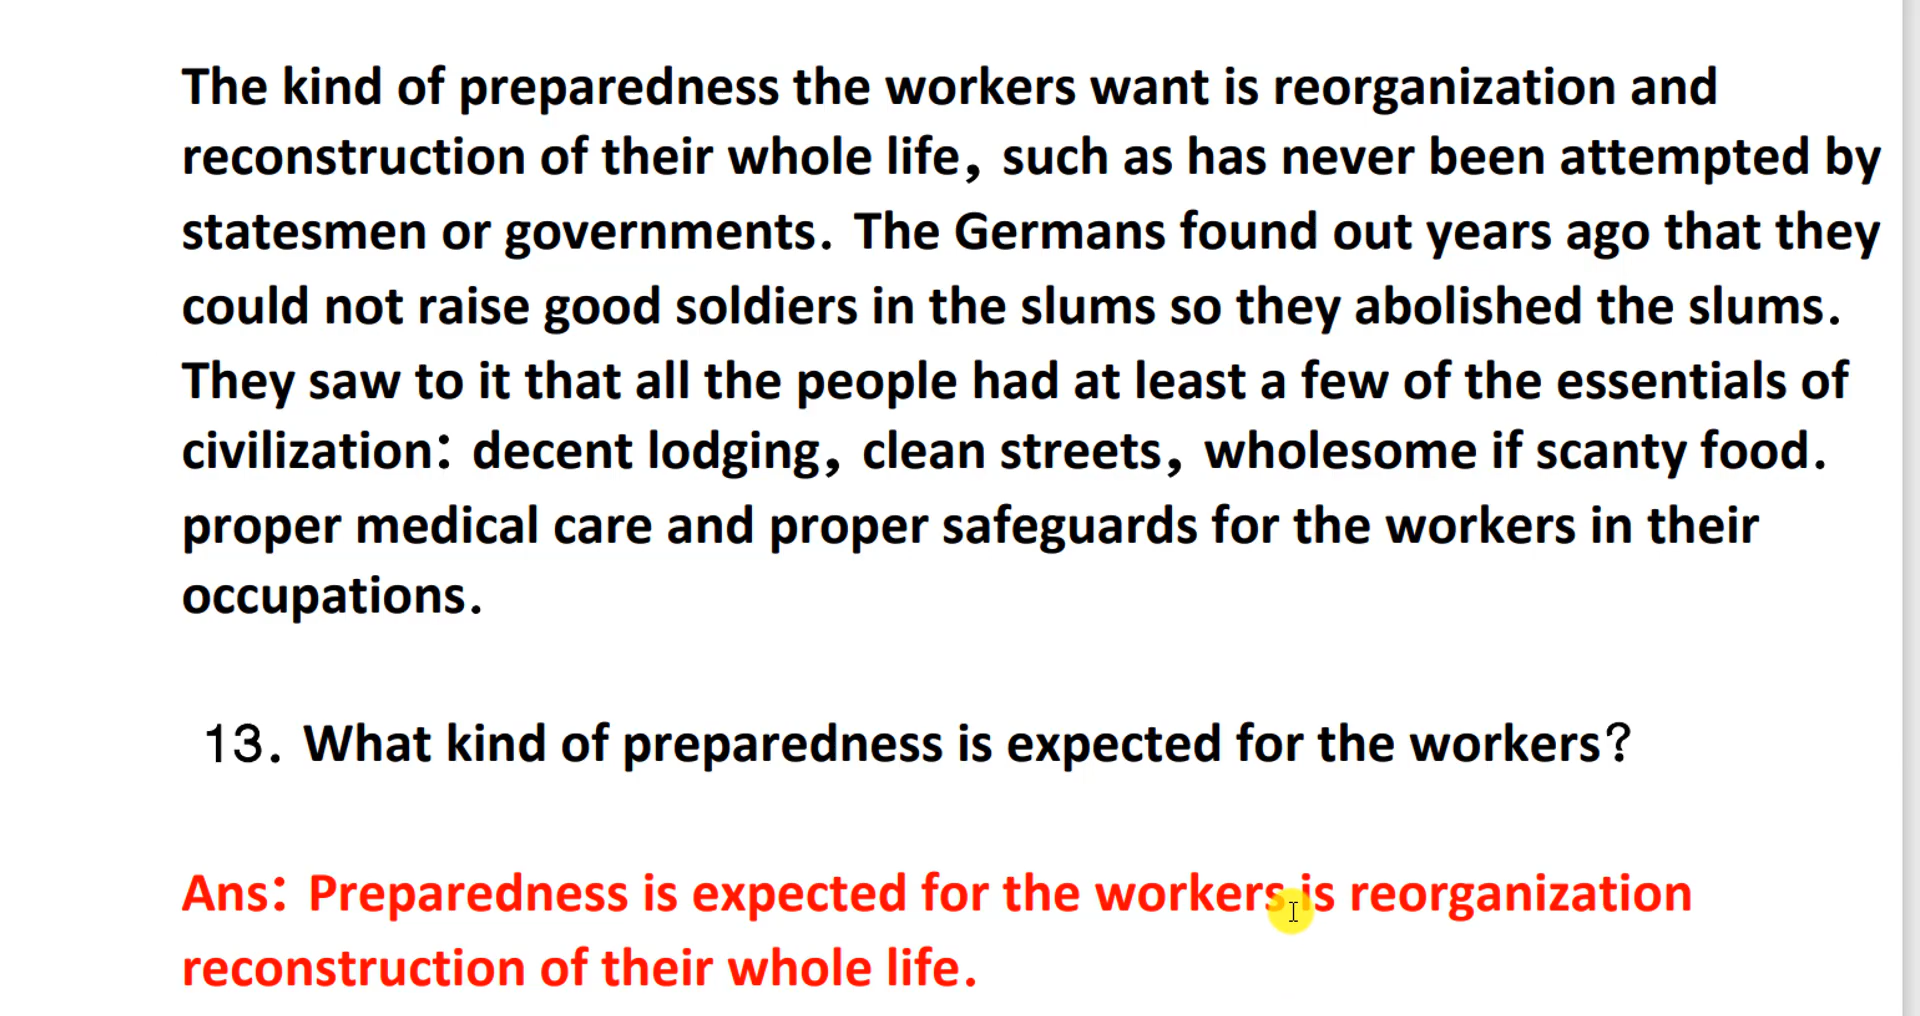 The kind of preparedness the workers want is reorganization and
reconstruction of their whole life, such as has never been attempted by
statesmen or governments. The Germans found out years ago that they
could not raise good soldiers in the slums so they abolished the slums.
They saw to it that all the people had at least a few of the essentials of
civilization: decent lodging, clean streets, wholesome if scanty food.
proper medical care and proper safeguards for the workers in their
occupations.
13. What kind of preparedness is expected for the workers?
Ans: Preparedness is expected for the workers is reorganization
reconstruction of their whole life.